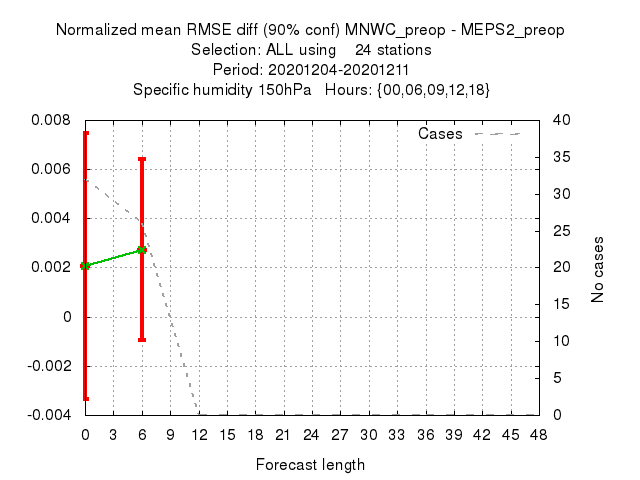 Normalized mean RMSE diff (90% conf) MNWC_preop - MEPS2_preop
Selection: ALL using 24 stations
Period: 20201204-20201211
Specific humidity 150hPa Hours: {00,06,09,12,18}
Cases
0.008
0.006
0.004
0.002
0
-0.002
-0.004
40
35
30
25
20
15
10
5
0
No cases
0 3 6 9 12 15 18 21 24 27 30 33 36 39 42 45 48
Forecast length